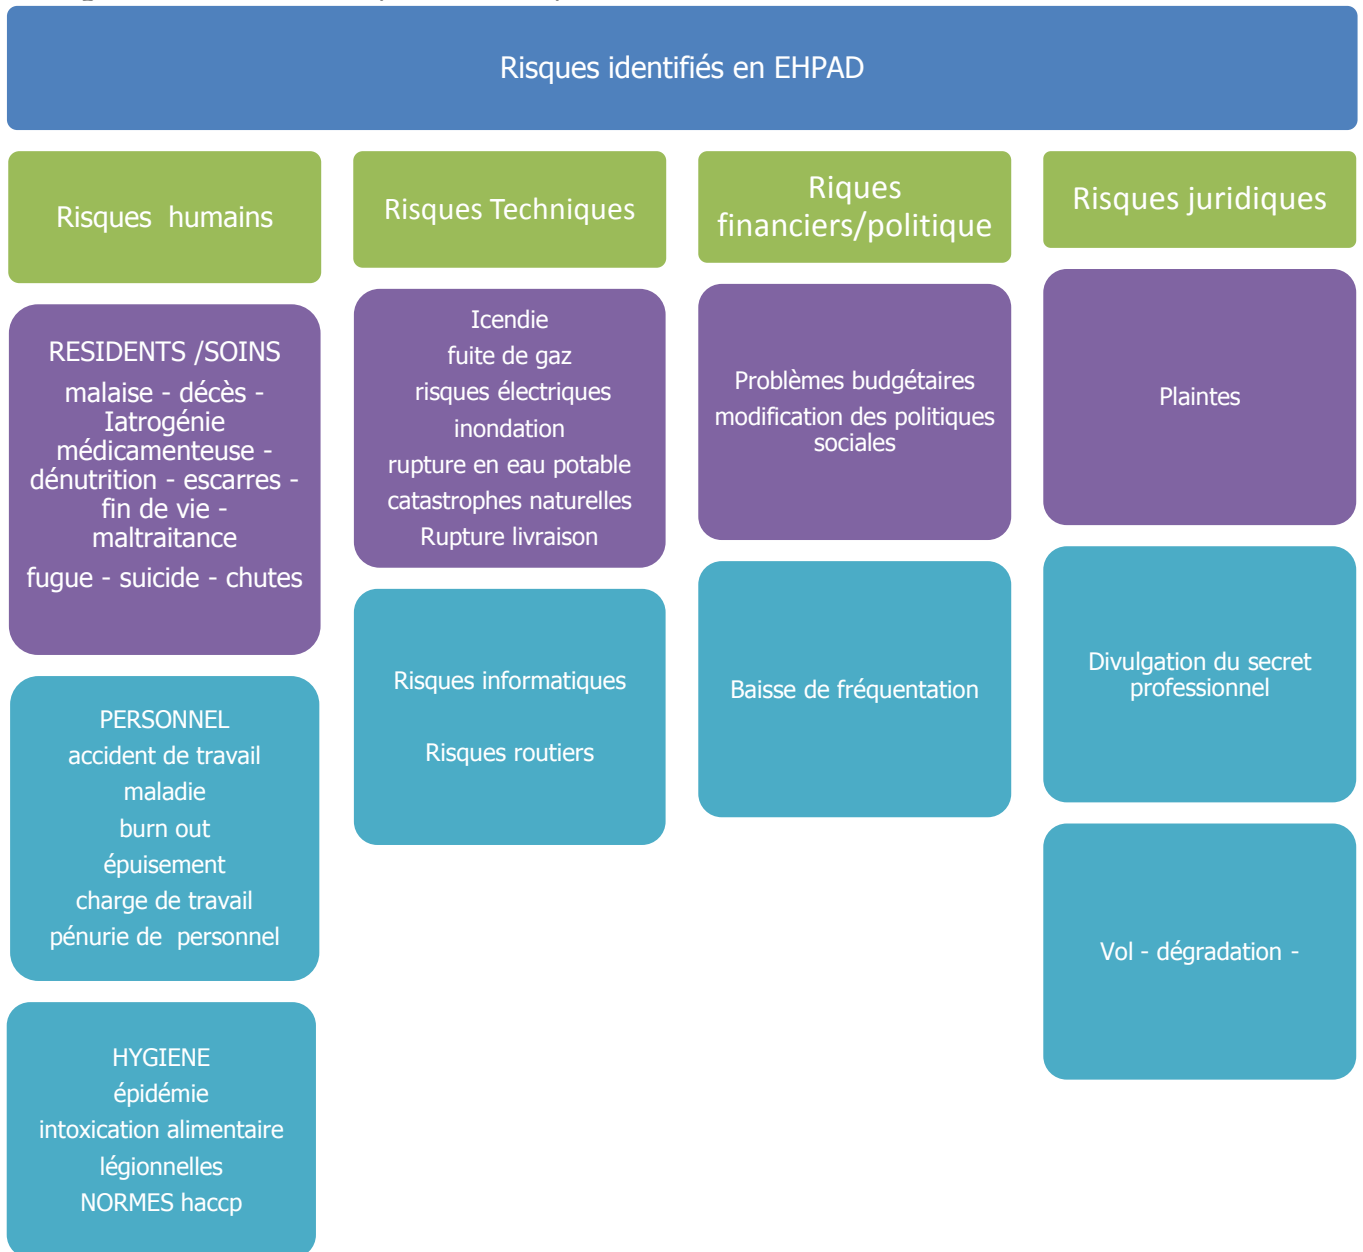 Risques identifiés en EHPAD
Risques humains
RESIDENTS /SOINS
malaise - décès -
Iatrogénie
médicamenteuse -
dénutrition - escarres -
fin de vie -
maltraitance
fugue - suicide - chutes
PERSONNEL
accident de travail
maladie
burn out
épuisement
charge de travail
pénurie de personnel
HYGIENE
épidémie
intoxication alimentaire
légionnelles
NORMES haccp
Risques Techniques
Icendie
fuite de gaz
risques électriques
inondation
rupture en eau potable
catastrophes naturelles
Rupture livraison
Risques informatiques
Risques routiers
Riques
financiers/politique
Problèmes budgétaires
modification des politiques
sociales
Baisse de fréquentation
Risques juridiques
Plaintes
Divulgation du secret
professionnel
Vol - dégradation -